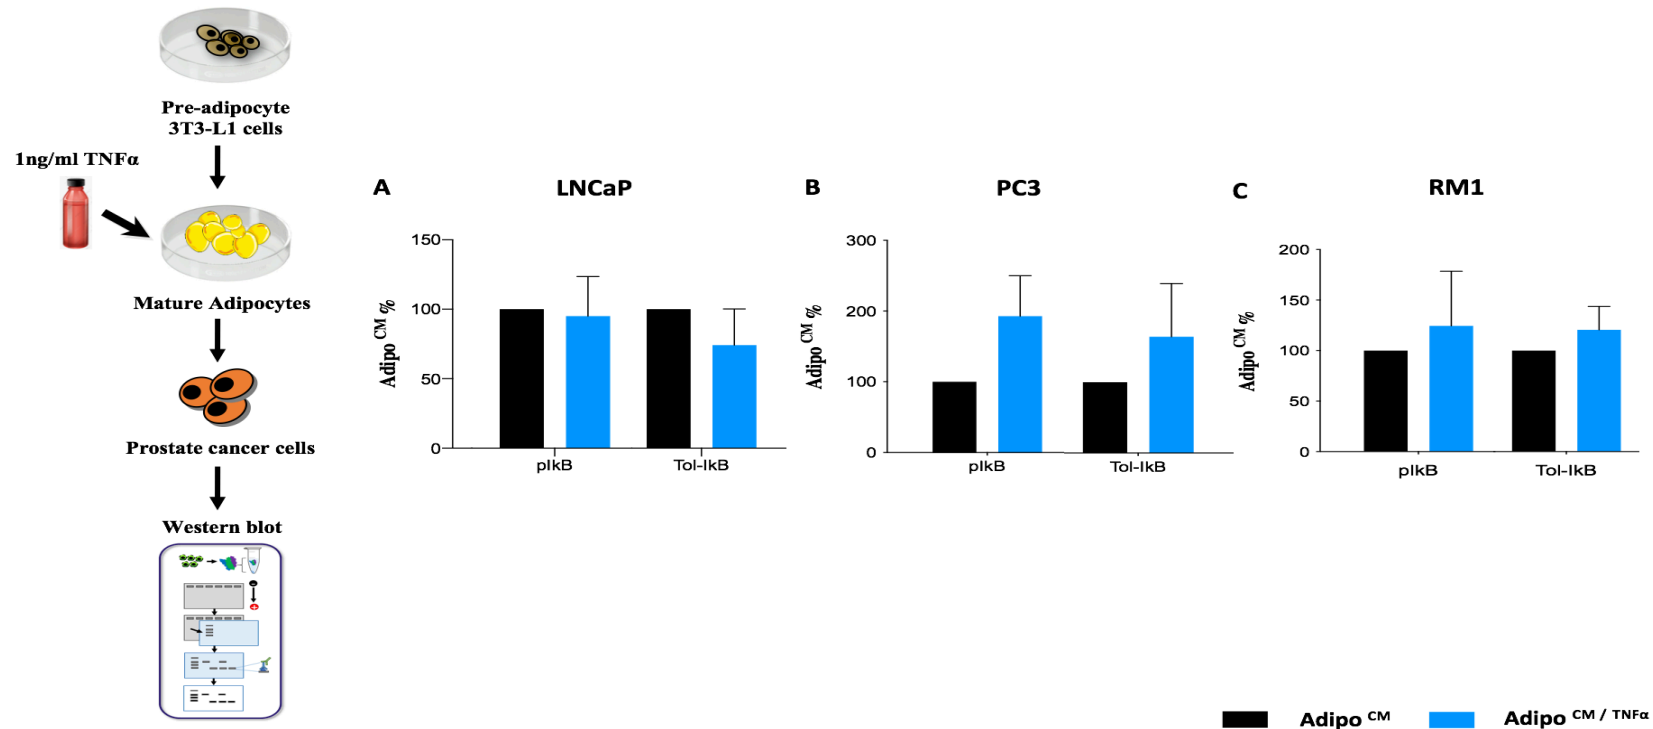 Pre-adipocyte
3T3-L1 cells
1ng/ml TNFα
Mature Adipocytes
Prostate cancer cells
Western blot
A
LNCaP
Adipo CM %
150
100
50
0
pIkB
Tol-IkB
B
PC3
Adipo CM %
300
200
100
0
pIkB
Tol-IkB
C
RM1
Adipo CM %
200
150
100
50
0
pIkB
Tol-IkB
Adipo CM
Adipo CM / TNFα